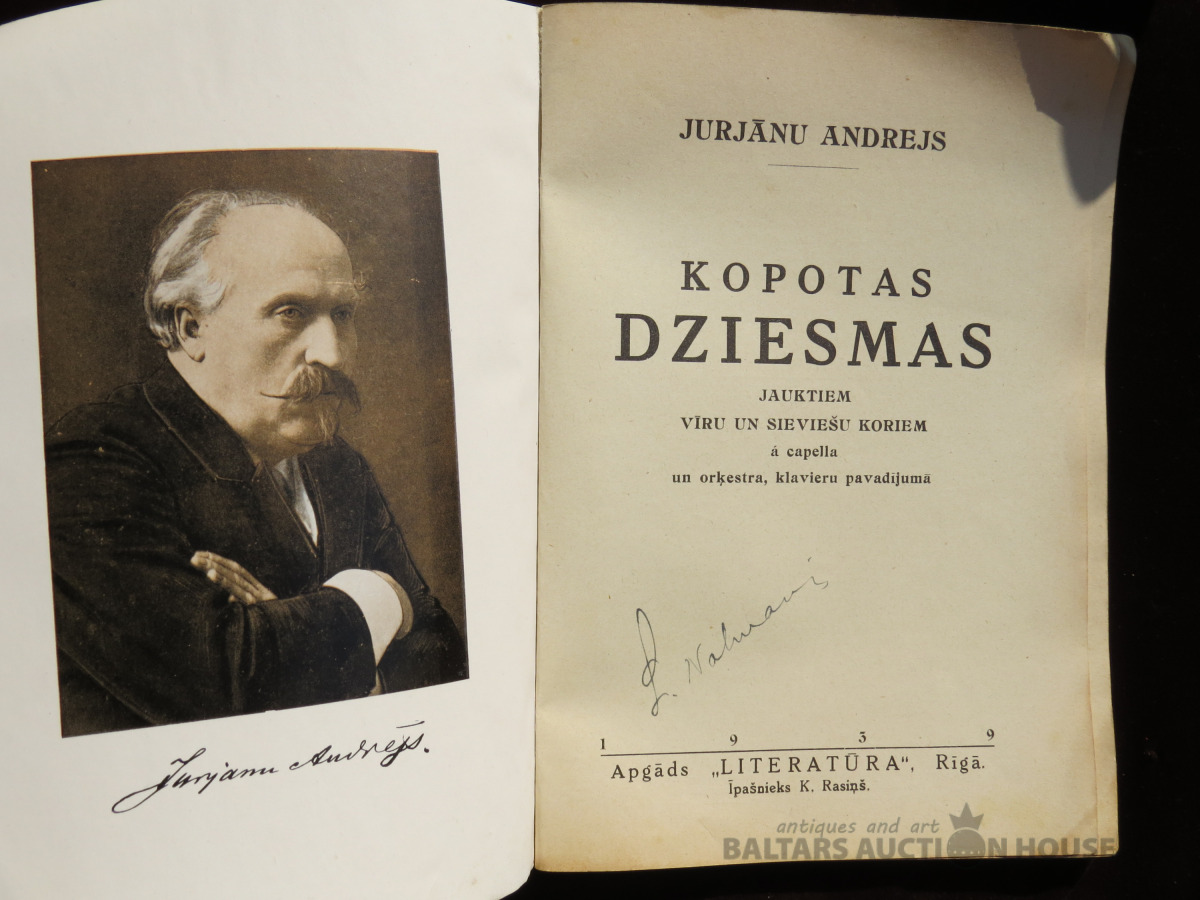 Jurjanu Andrejs.
JURJĀNU ANDREJS
KOPOTAS
DZIESMAS
JAUKTIEM
VĪRU UN SIEVIEŠU KORIEM
á capella
un orķestra, klavieru pavadījumā
1 9 3 9
Apgāds „LITERATŪRA“, Rīgā.
Īpašnieks K. Rasiņš.
antiques and art
BALTARS AUCTION HOUSE